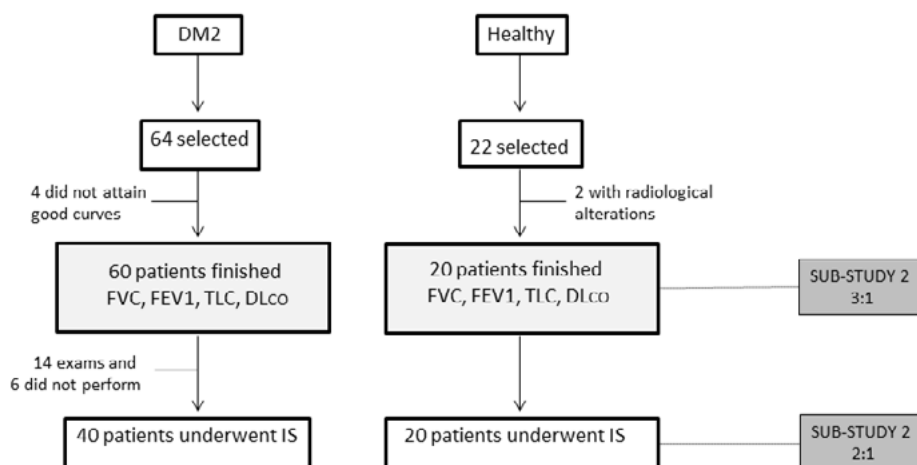 DM2
Healthy
64 selected
22 selected
4 did not attain
good curves
2 with radiological
alterations
60 patients finished
FVC, FEV1, TLC, DLco
20 patients finished
FVC, FEV1, TLC, DLco
SUB-STUDY 2
3:1
14 exams and
6 did not perform
40 patients underwent IS
20 patients underwent IS
SUB-STUDY 2
2:1